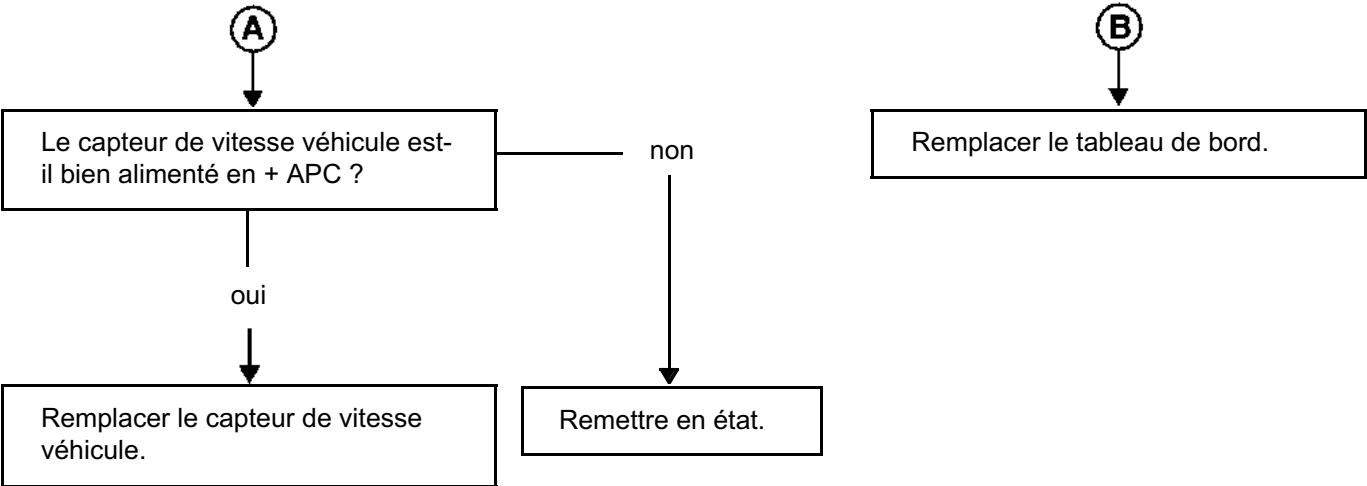 A
B
Le capteur de vitesse véhicule est-
il bien alimenté en + APC ?
non
Remplacer le tableau de bord.
oui
Remplacer le capteur de vitesse
véhicule.
Remettre en état.